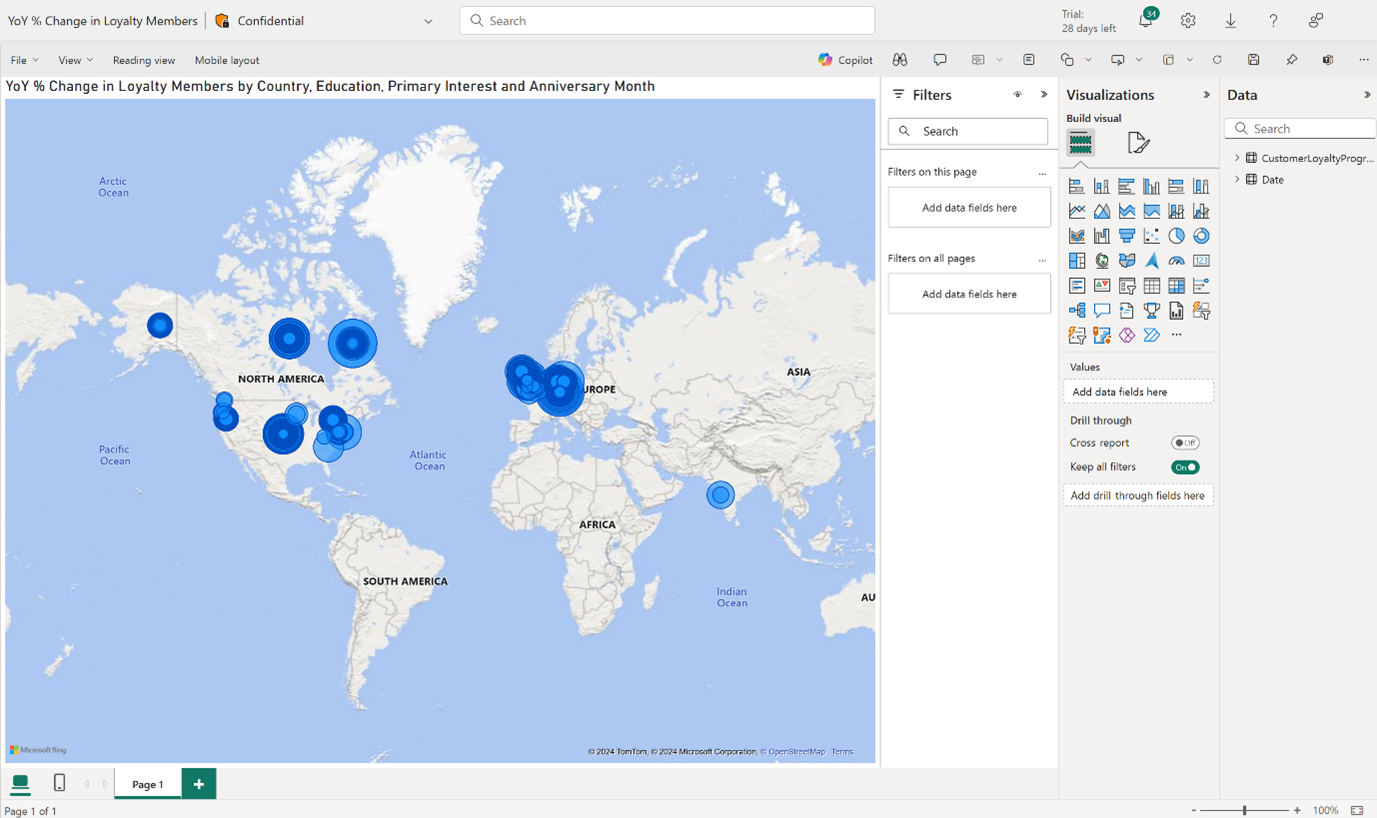 YoY % Change in Loyalty Members
Confidential
Search
Trial:
28 days left
34
File
View
Reading view
Mobile layout
Copilot
YoY % Change in Loyalty Members by Country, Education, Primary Interest and Anniversary Month
Arctic
Ocean
NORTH AMERICA
EUROPE
ASIA
Pacific
Ocean
Atlantic
Ocean
AFRICA
SOUTH AMERICA
Indian
Ocean
AU
Microsoft Bing
© 2024 TomTom, © 2024 Microsoft Corporation, © OpenStreetMap Terms
Filters
Search
Filters on this page
...
Add data fields here
Filters on all pages
...
Add data fields here
Visualizations
Build visual
123
...
Values
Add data fields here
Drill through
Cross report
Off
Keep all filters
On
Add drill through fields here
Data
Search
CustomerLoyaltyProgr...
Date
Page 1
+
Page 1 of 1
- + 100%